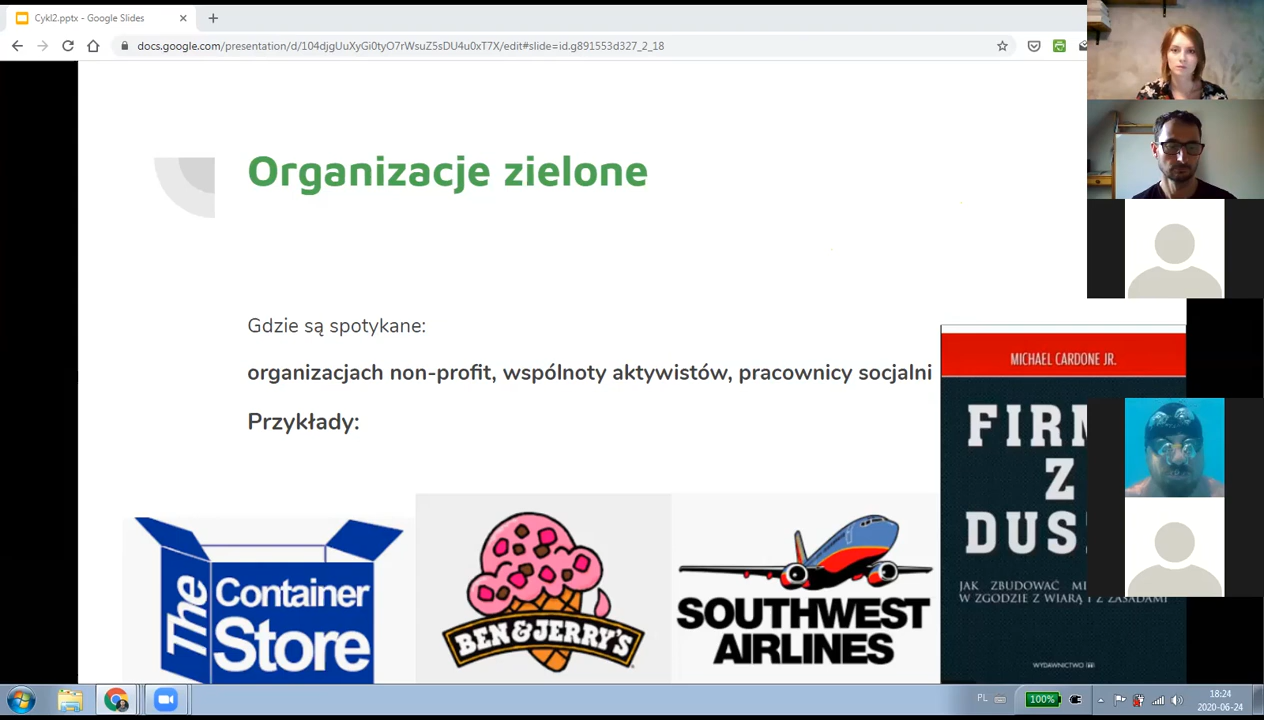 Cykl2.pptx - Google Slides
docs.google.com/presentation/d/104djgUuXyGi0tyO7rWsuZ5sDU4u0xT7X/edit#slide=id.g891553d327_2_18
Organizacje zielone
Gdzie są spotykane:
organizacjach non-profit, wspólnoty aktywistów, pracownicy socjalni
Przykłady:
The Container Store
BEN & JERRY'S
SOUTHWEST
AIRLINES
MICHAEL CARDONE JR.
FIRM
Z
DUS
JAK ZBUDOWAĆ
W ZGODZIE Z WIARĄ I Z ZASADAMI
WYDAWNICTWO
PL
100%
18:24
2020-06-24